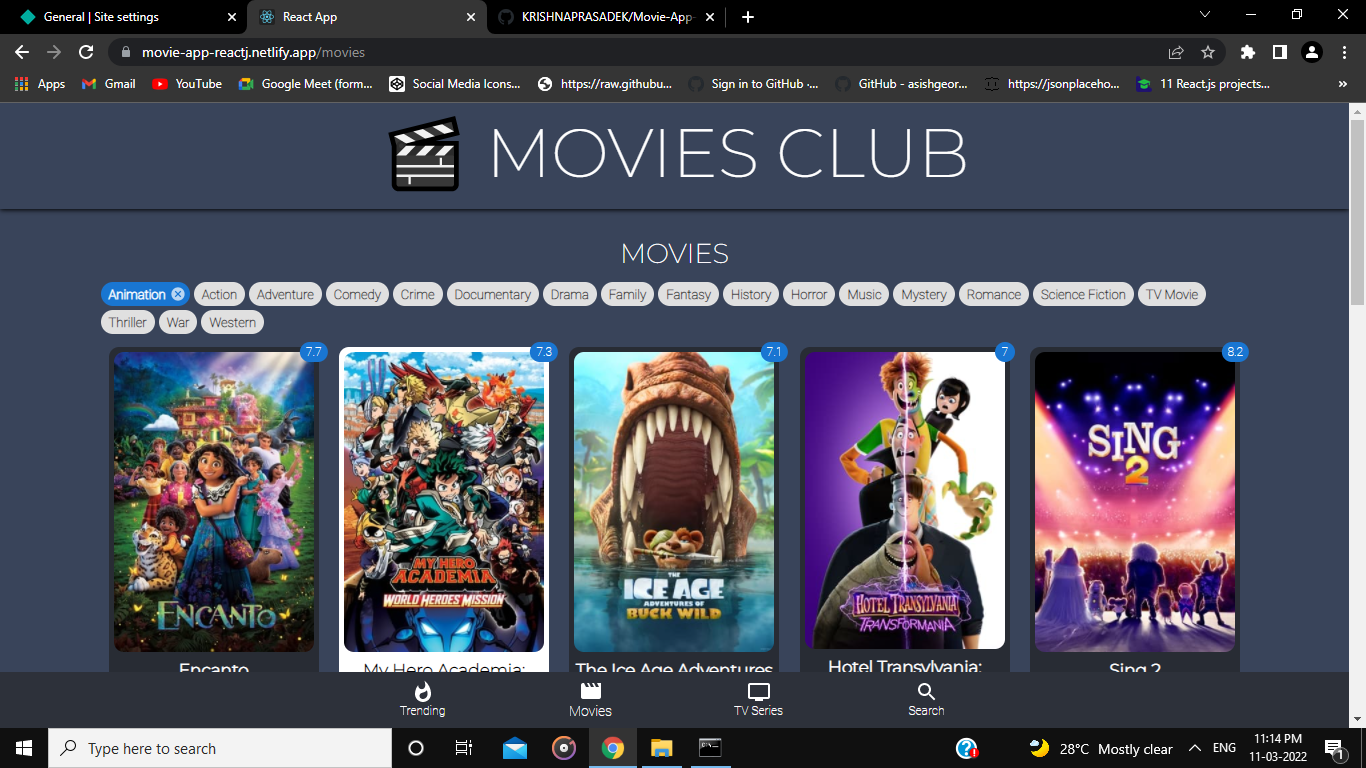 General | Site settings
React App
KRISHNAPRASADEK/Movie-App-
movie-app-reactj.netlify.app/movies
Apps
Gmail
YouTube
Google Meet (form...
Social Media Icons...
https://raw.githubu...
Sign in to GitHub ·...
GitHub - asishgeor...
https://jsonplaceho...
11 React.js projects...
»
MOVIES CLUB
MOVIES
Animation Action Adventure Comedy Crime Documentary Drama Family Fantasy History Horror Music Mystery Romance Science Fiction TV Movie
Thriller War Western
7.7
7.3
7.1
7
8.2
ENCANTO
MY HERO
ACADEMIA
WORLD HEROES' MISSION
THE
ICE AGE
ADVENTURES OF
BUCK WILD
HOTEL TRANSYLVANIA
TRANSFORMANIA
SING
2
Encanto
My Hero Academia:
The Ice Age Adventures
Hotel Transylvania:
Sing 2
Trending
Movies
TV Series
Search
Type here to search
28°C Mostly clear
ENG
11:14 PM
11-03-2022
1